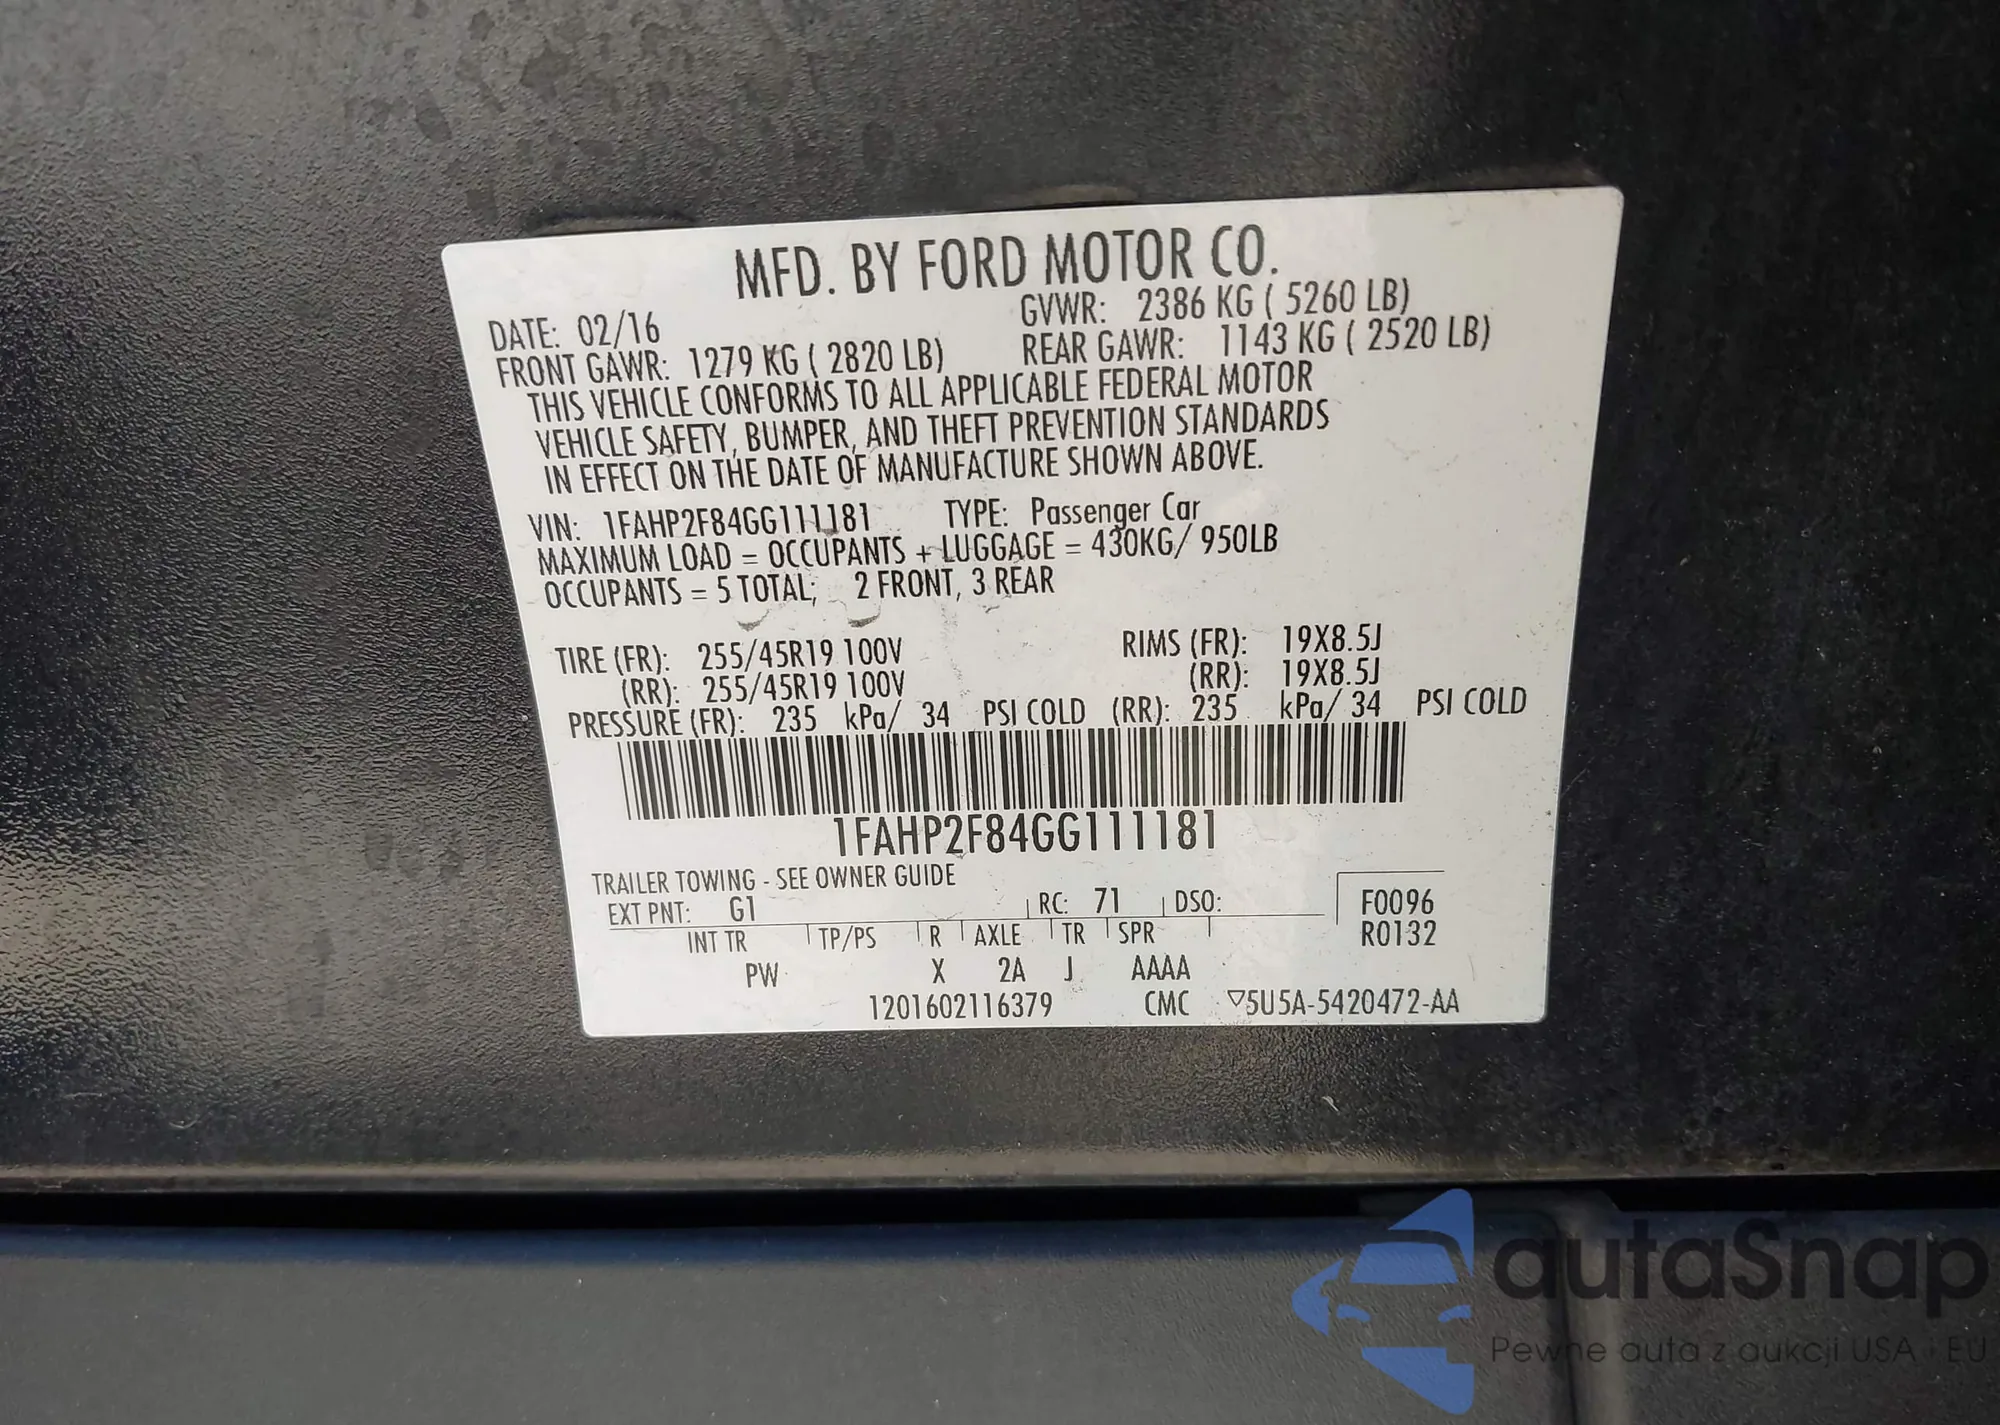 MFD. BY FORD MOTOR CO.
DATE: 02/16 GVWR: 2386 KG ( 5260 LB)
FRONT GAWR: 1279 KG ( 2820 LB) REAR GAWR: 1143 KG ( 2520 LB)
THIS VEHICLE CONFORMS TO ALL APPLICABLE FEDERAL MOTOR
VEHICLE SAFETY, BUMPER, AND THEFT PREVENTION STANDARDS
IN EFFECT ON THE DATE OF MANUFACTURE SHOWN ABOVE.
VIN: 1FAHP2F84GG111181 TYPE: Passenger Car
MAXIMUM LOAD = OCCUPANTS + LUGGAGE = 430KG/ 950LB
OCCUPANTS = 5 TOTAL; 2 FRONT, 3 REAR
TIRE (FR): 255/45R19 100V RIMS (FR): 19X8.5J
(RR): 255/45R19 100V (RR): 19X8.5J
PRESSURE (FR): 235 kPa/ 34 PSI COLD (RR): 235 kPa/ 34 PSI COLD
1FAHP2F84GG111181
TRAILER TOWING - SEE OWNER GUIDE
EXT PNT: G1 RC: 71 DSO: F0096
INT TR TP/PS R AXLE TR SPR R0132
PW X 2A J AAAA
1201602116379 CMC ▽5U5A-5420472-AA
autaSnap
Pewne auta z aukcji USA i EU